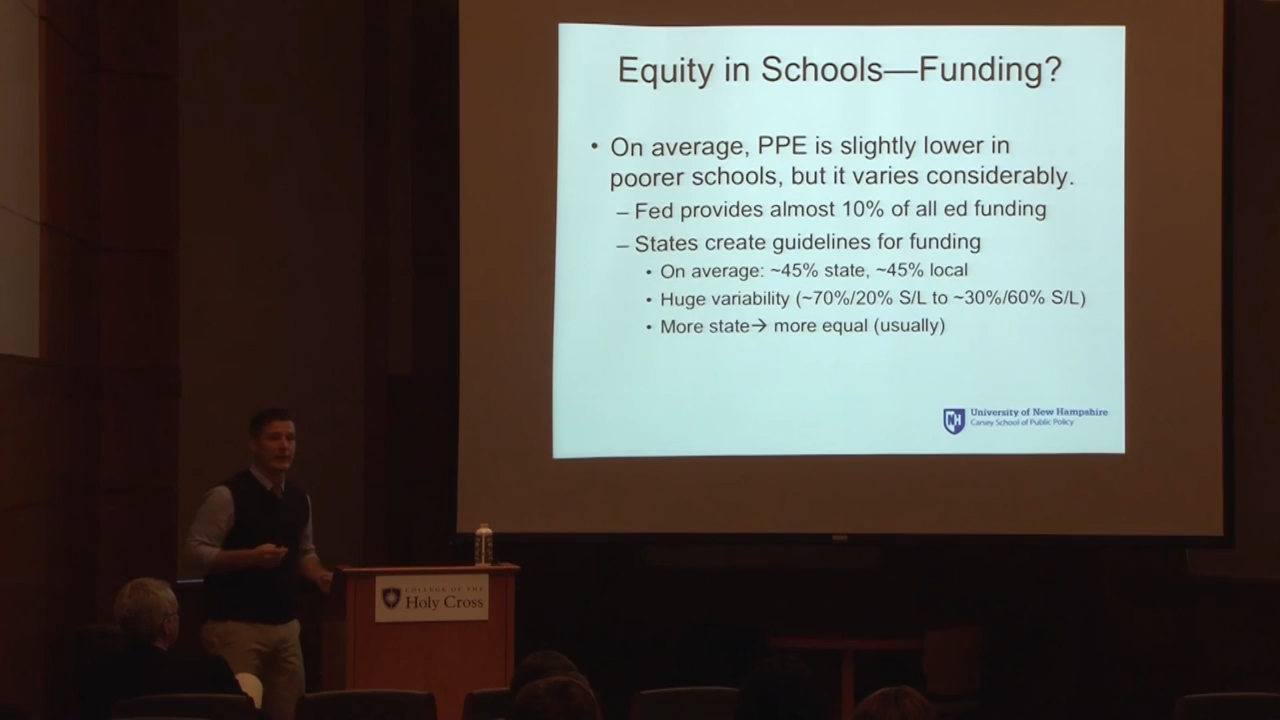 Equity in Schools—Funding?
• On average, PPE is slightly lower in
poorer schools, but it varies considerably.
– Fed provides almost 10% of all ed funding
– States create guidelines for funding
• On average: ~45% state, ~45% local
• Huge variability (~70%/20% S/L to ~30%/60% S/L)
• More state→ more equal (usually)
NH
University of New Hampshire
Carsey School of Public Policy
COLLEGE OF THE
Holy Cross